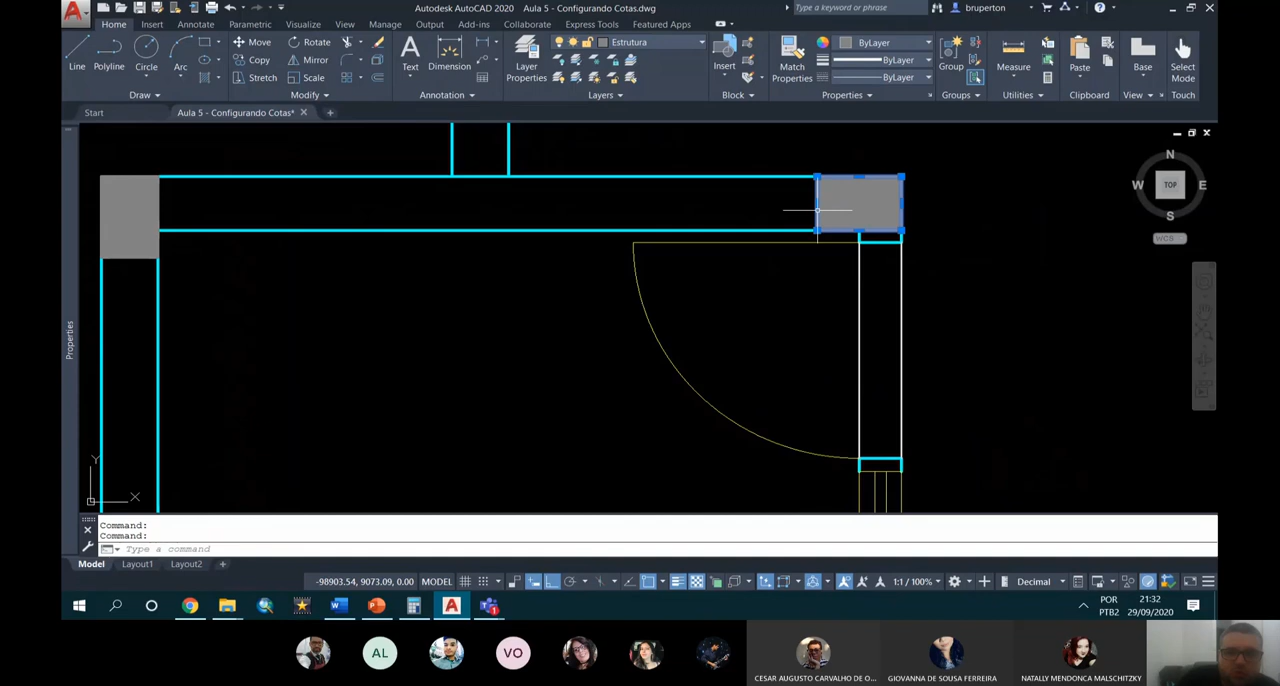 Autodesk AutoCAD 2020 Aula 5 - Configurando Cotas.dwg
Type a keyword or phrase
bruperton
Home Insert Annotate Parametric View Manage Output Add-ins Collaborate Express Tools Featured Apps
Line Polyline Circle Arc
Move Rotate
Copy Mirror
Stretch Scale
Text Dimension
Layer Properties
Estrutura
Insert
Match Properties
ByLayer
ByLayer
ByLayer
Group
Measure
Paste
Base
Select Mode
Draw Modify Annotation Layers Block Properties Groups Utilities Clipboard View Touch
Start Aula 5 - Configurando Cotas*
N
W TOP E
S
WCS
Properties
Y
X
Command:
Command:
Type a command
Model Layout1 Layout2
-98903.54, 9073.09, 0.00 MODEL 1:1 / 100% Decimal
POR
PTB2
21:32
29/09/2020
AL
VO
CESAR AUGUSTO CARVALHO DE O...
GIOVANNA DE SOUSA FERREIRA
NATALLY MENDONCA MALSCHITZKY